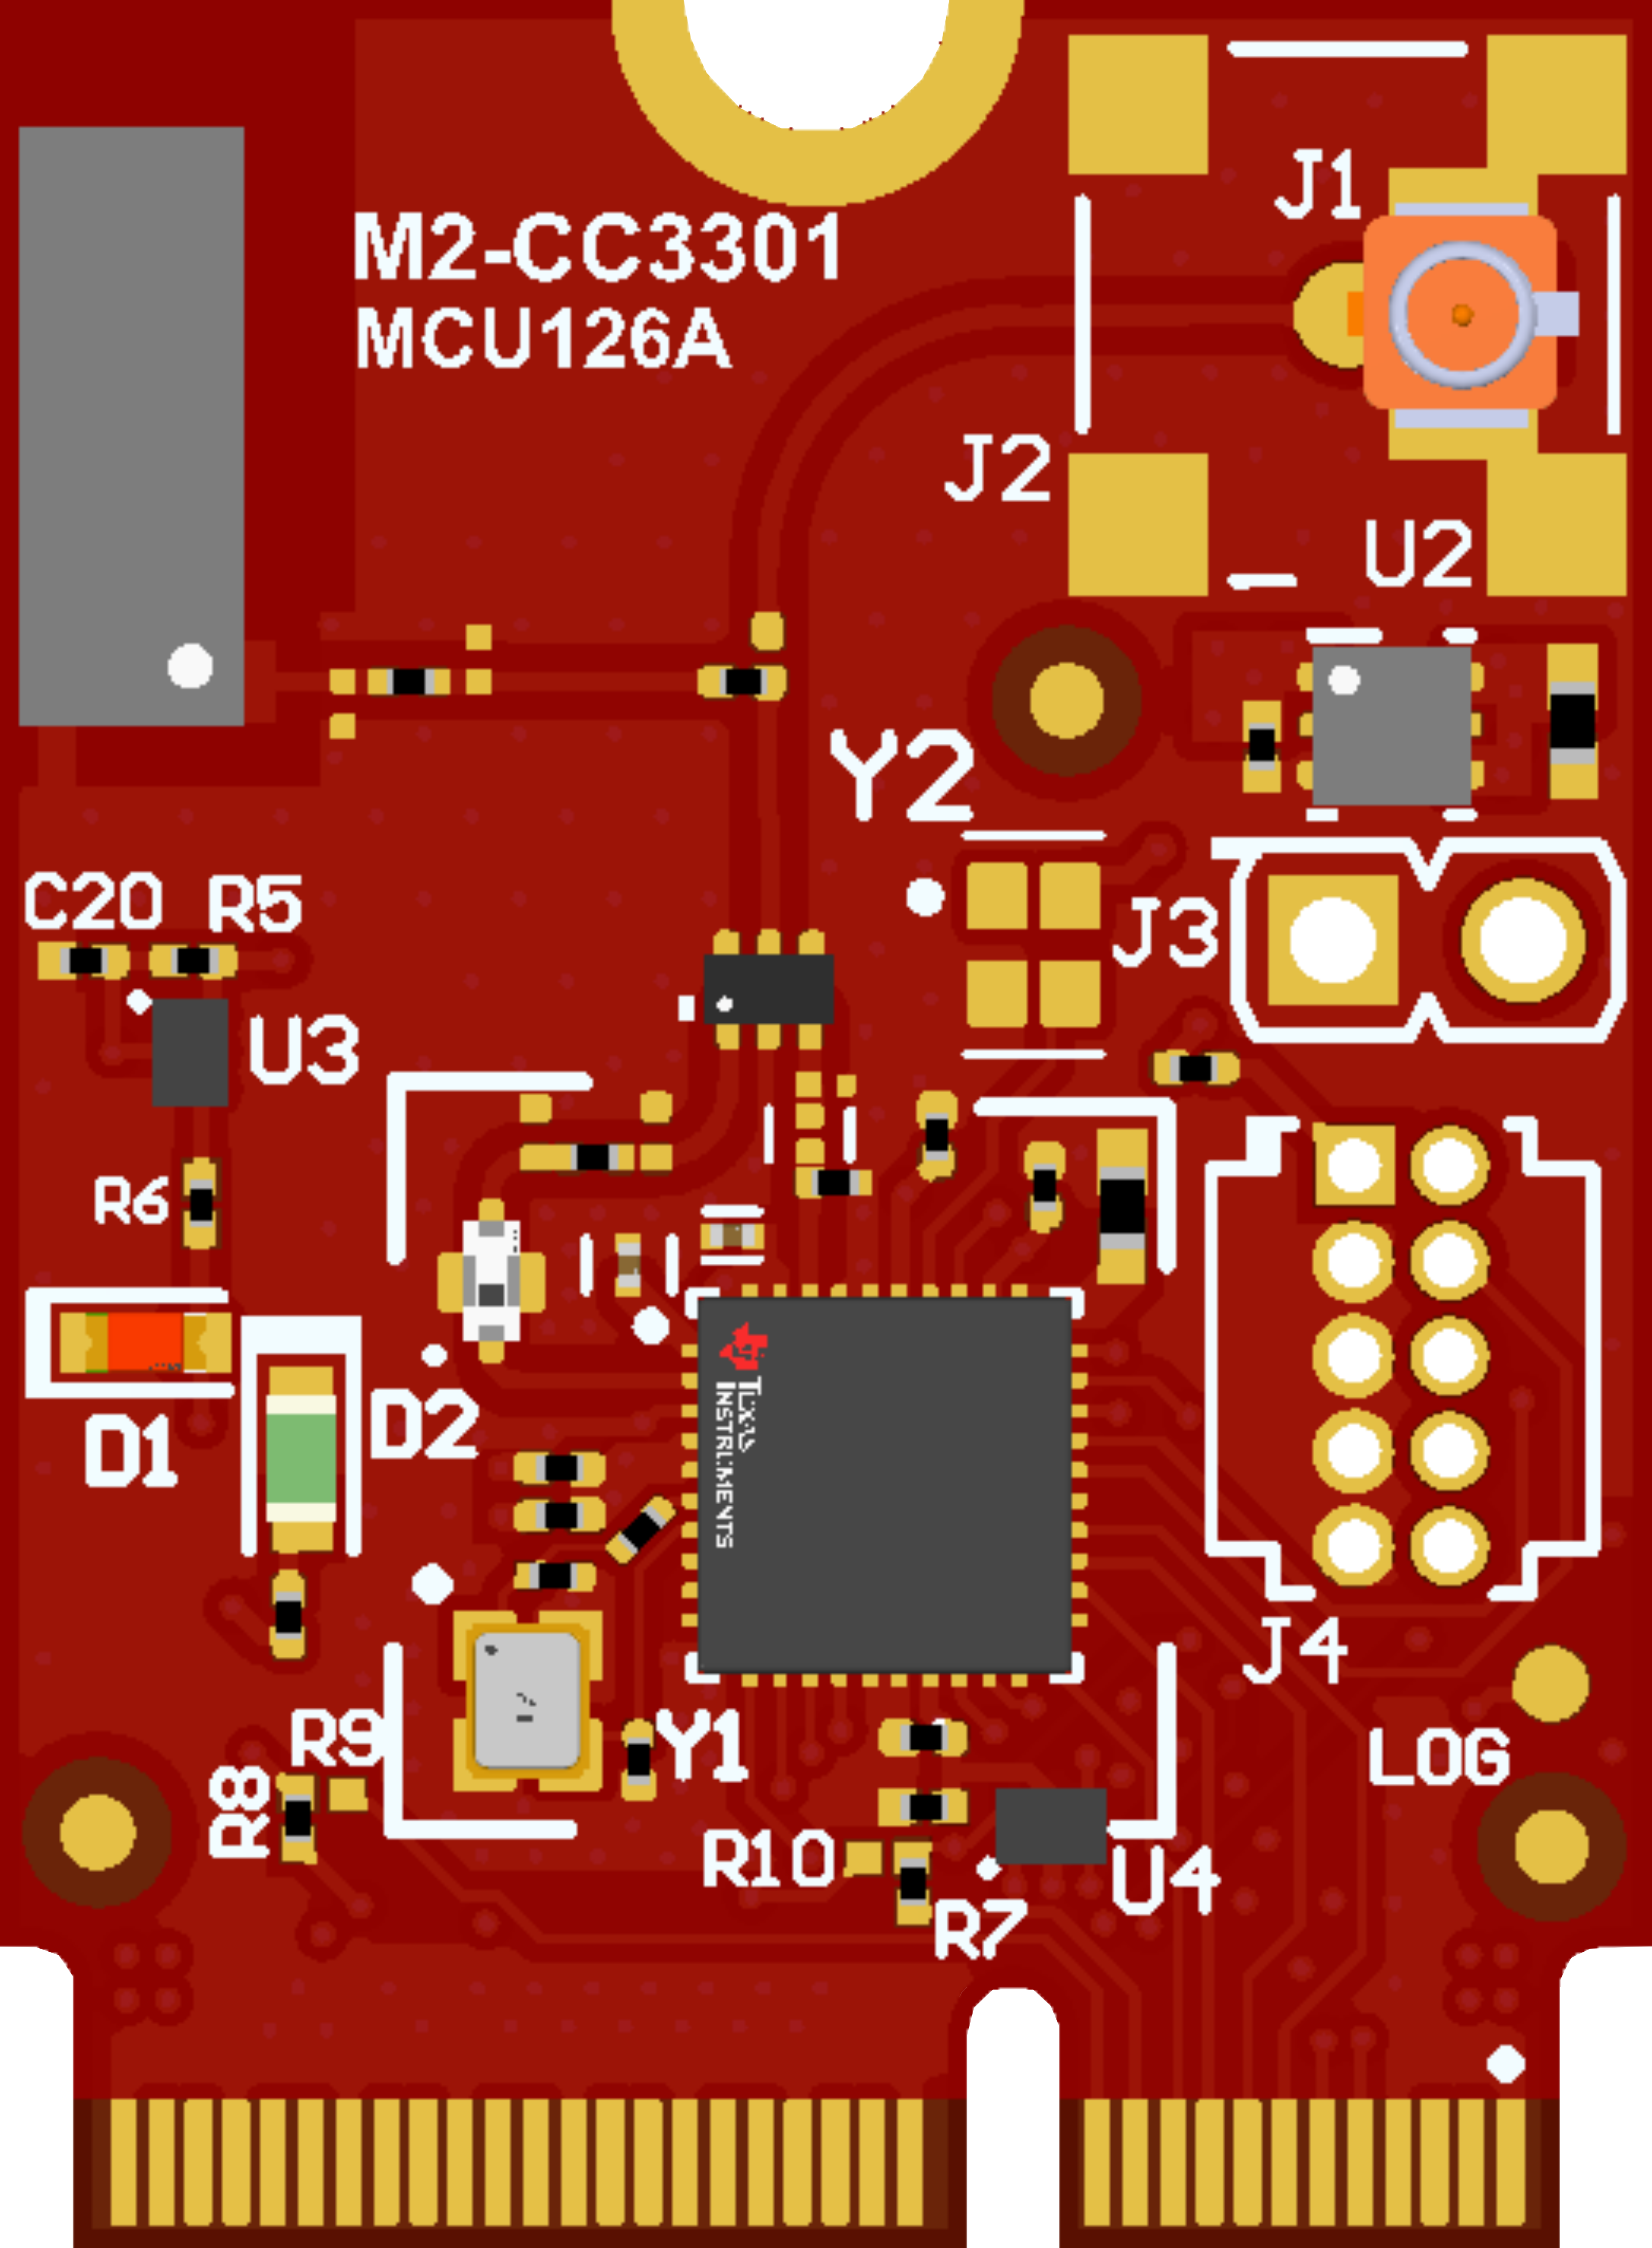 J1
M2-CC3301
MCU126A
J2
U2
Y2
C20
R5
J3
U3
R6
TEXAS
INSTRUMENTS
D2
D1
J4
R9
Y1
LOG
R8
R10
U4
R7